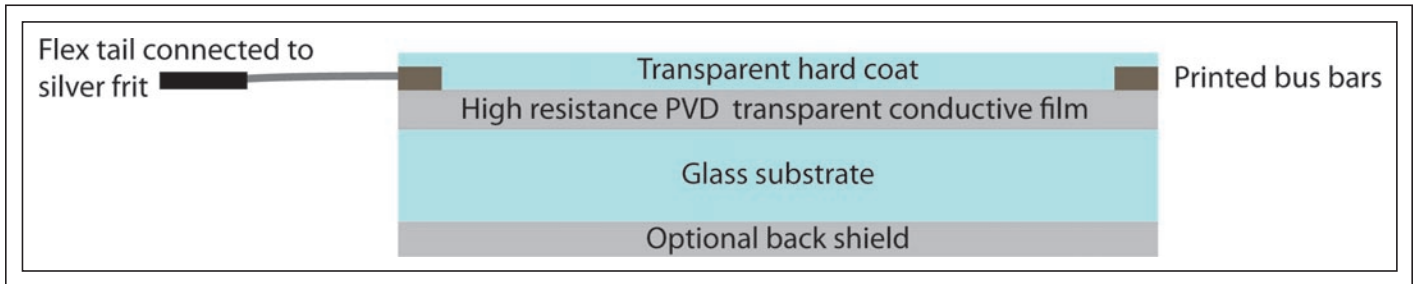 Flex tail connected to
silver frit
Transparent hard coat
Printed bus bars
High resistance PVD transparent conductive film
Glass substrate
Optional back shield